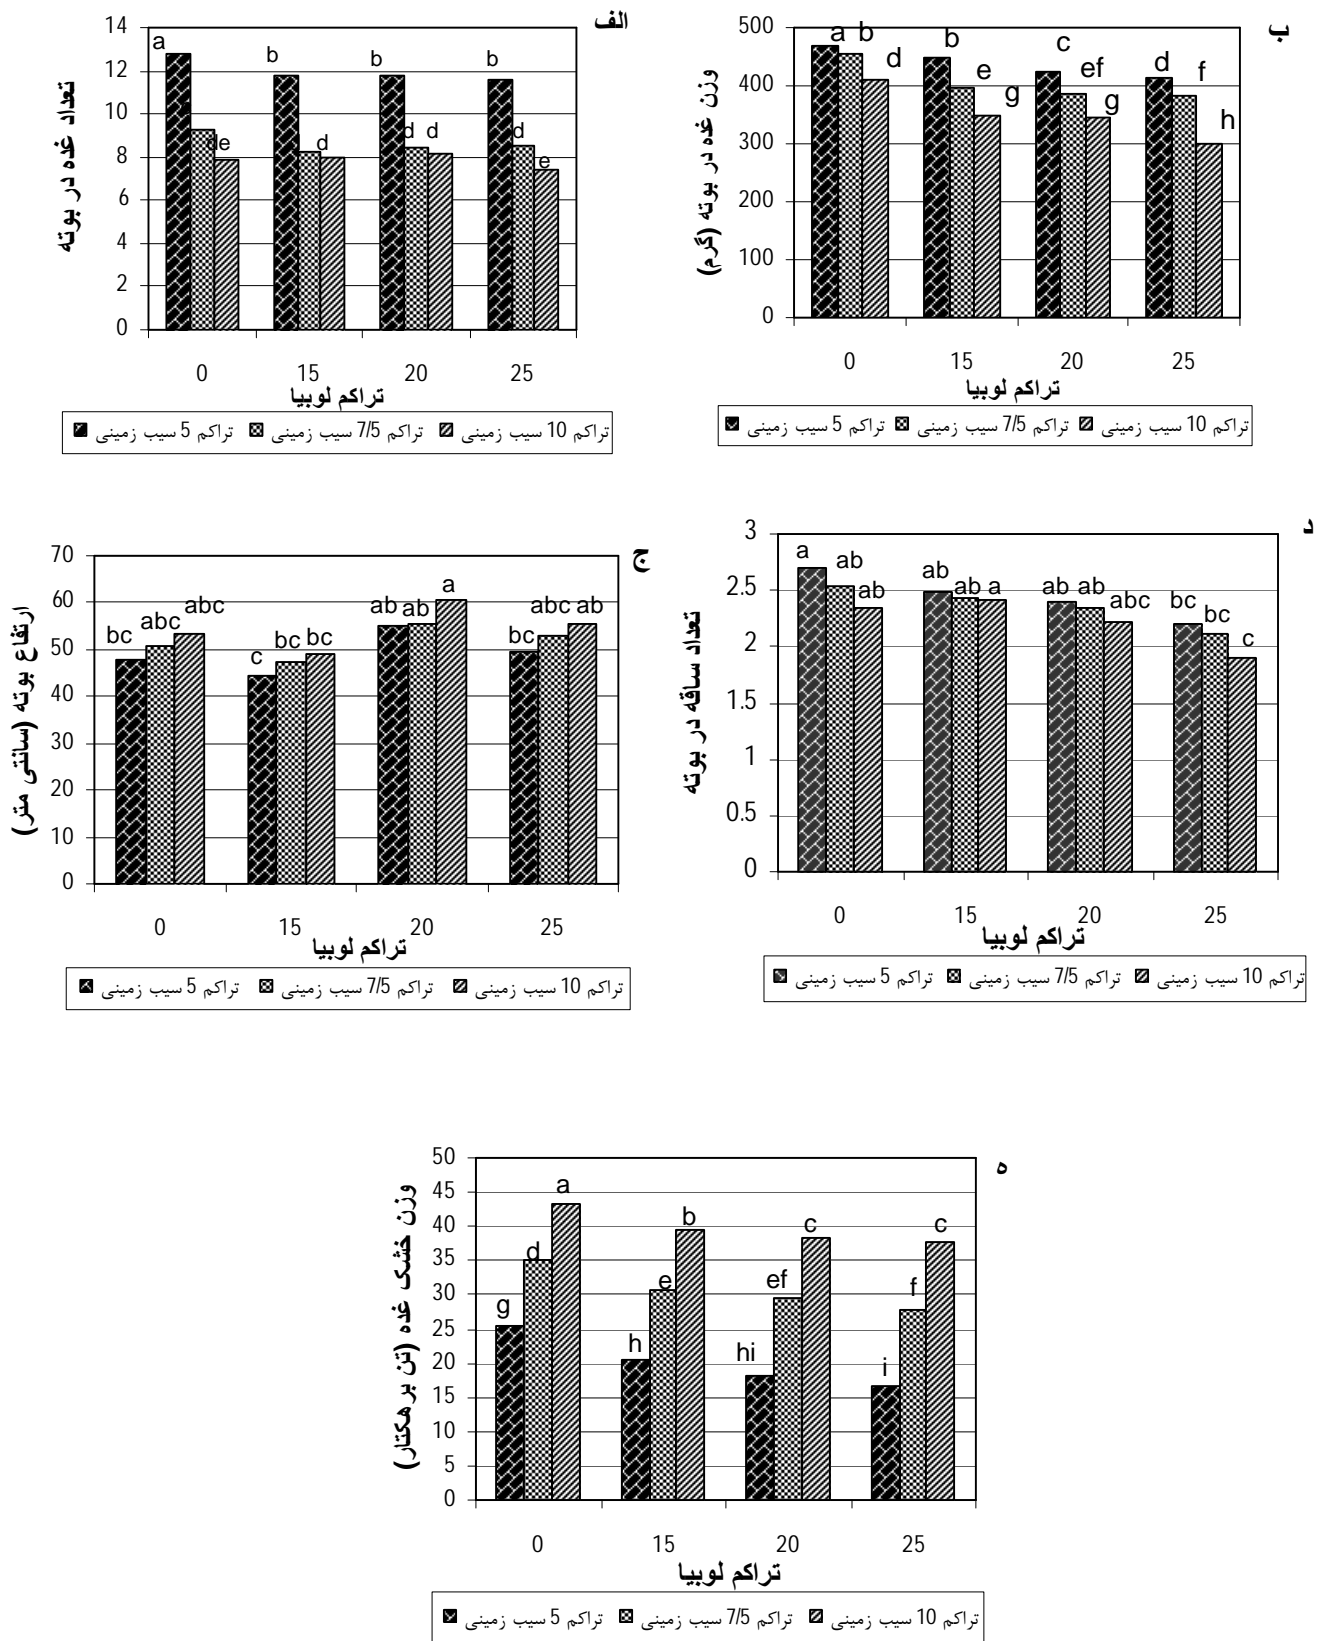 الف
تعداد غده در بوته
14
12
10
8
6
4
2
0
a
de
b
d
b
d
d
b
d
e
0 15 20 25
تراکم لوبیا
تراکم 5 سیب زمینی تراکم 7/5 سیب زمینی تراکم 10 سیب زمینی
ب
وزن غده در بوته (گرم)
500
400
300
200
100
0
a b d
b e g
c ef g
d f h
0 15 20 25
تراکم لوبیا
تراکم 5 سیب زمینی تراکم 7/5 سیب زمینی تراکم 10 سیب زمینی
ج
ارتفاع بوته (سانتی متر)
70
60
50
40
30
20
10
0
bc abc abc
c bc bc
ab ab a
bc abc ab
0 15 20 25
تراکم لوبیا
تراکم 5 سیب زمینی تراکم 7/5 سیب زمینی تراکم 10 سیب زمینی
د
تعداد ساقه در بوته
3
2.5
2
1.5
1
0.5
0
a ab ab
ab ab a
ab ab abc
bc bc c
0 15 20 25
تراکم لوبیا
تراکم 5 سیب زمینی تراکم 7/5 سیب زمینی تراکم 10 سیب زمینی
ه
وزن خشک غده (تن برهکتار)
50
45
40
35
30
25
20
15
10
5
0
g d a
h e b
hi ef c
i f c
0 15 20 25
تراکم لوبیا
تراکم 5 سیب زمینی تراکم 7/5 سیب زمینی تراکم 10 سیب زمینی